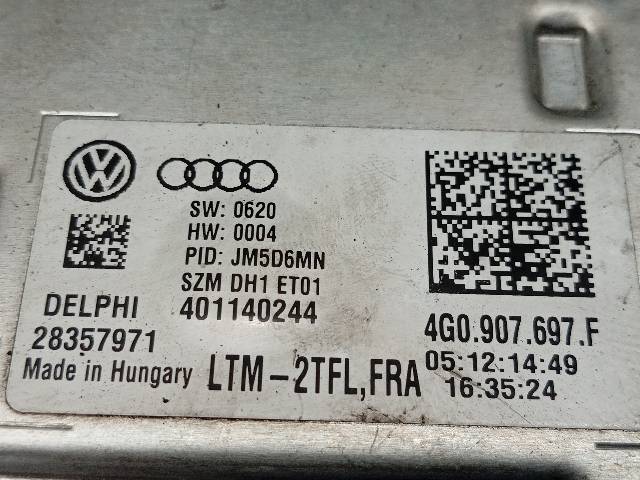 SW: 0620
HW: 0004
PID: JM5D6MN
SZM DH1 ET01
401140244
DELPHI
28357971
Made in Hungary
LTM-2TFL,FRA
4G0.907.697.F
05:12:14:49
16:35:24